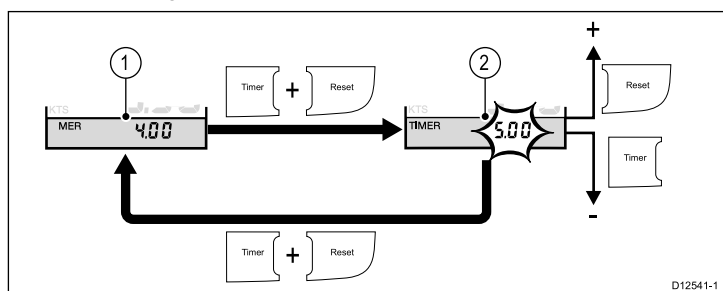 1
2
+
Timer + Reset
Reset
KTS
MER 4.00
KTS
TIMER 5.00
Timer
-
Timer + Reset
D12541-1